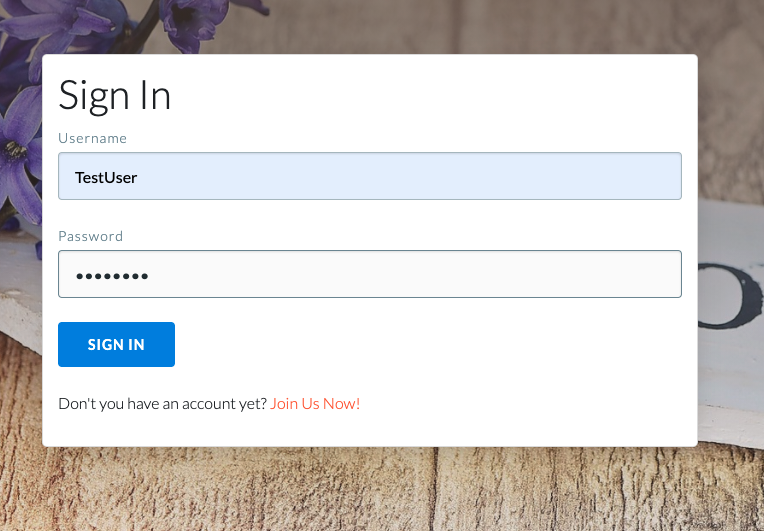 Sign In
Username
TestUser
Password
••••••••
SIGN IN
Don't you have an account yet? Join Us Now!